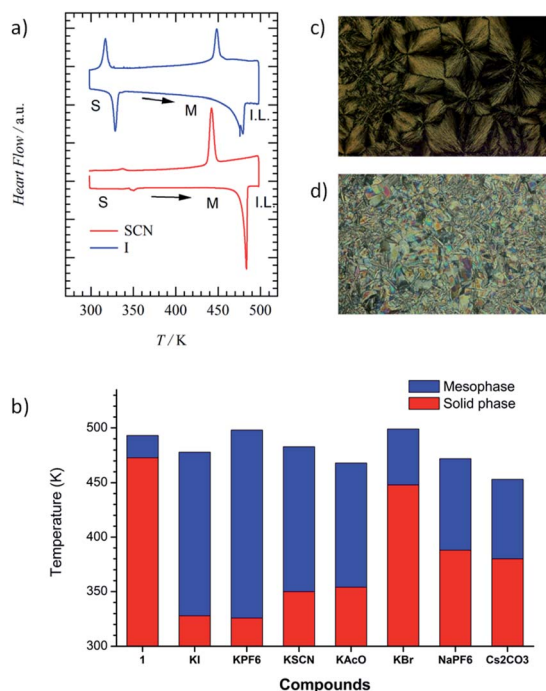 a)
Heart Flow / a.u.
S
M
I.L.
S
M
I.L.
SCN
I
300 350 400 450 500
T / K
c)
d)
b)
Mesophase
Solid phase
Temperature (K)
500
450
400
350
300
1 KI KPF6 KSCN KAcO KBr NaPF6 Cs2CO3
Compounds